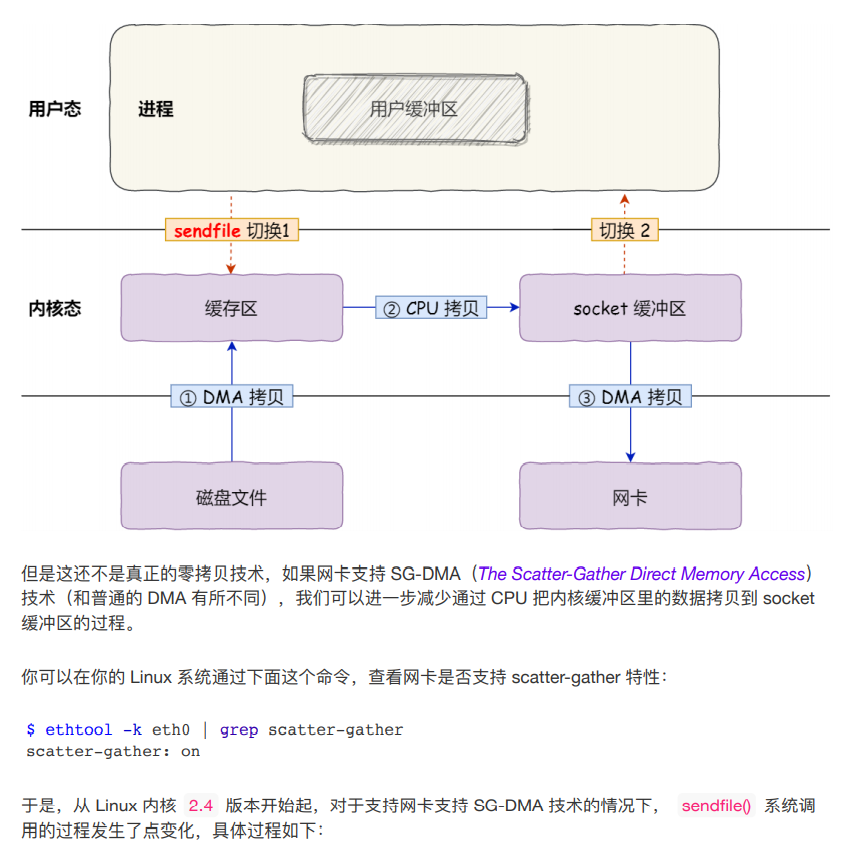 用户态
进程
用户缓冲区
sendfile 切换1
切换 2
内核态
缓存区
② CPU 拷贝
socket 缓冲区
① DMA 拷贝
③ DMA 拷贝
磁盘文件
网卡
但是这还不是真正的零拷贝技术，如果网卡支持 SG-DMA（The Scatter-Gather Direct Memory Access）
技术（和普通的 DMA 有所不同），我们可以进一步减少通过 CPU 把内核缓冲区里的数据拷贝到 socket
缓冲区的过程。
你可以在你的 Linux 系统通过下面这个命令，查看网卡是否支持 scatter-gather 特性：
$ ethtool -k eth0 | grep scatter-gather
scatter-gather: on
于是，从 Linux 内核 2.4 版本开始起，对于支持网卡支持 SG-DMA 技术的情况下， sendfile() 系统调
用的过程发生了点变化，具体过程如下：